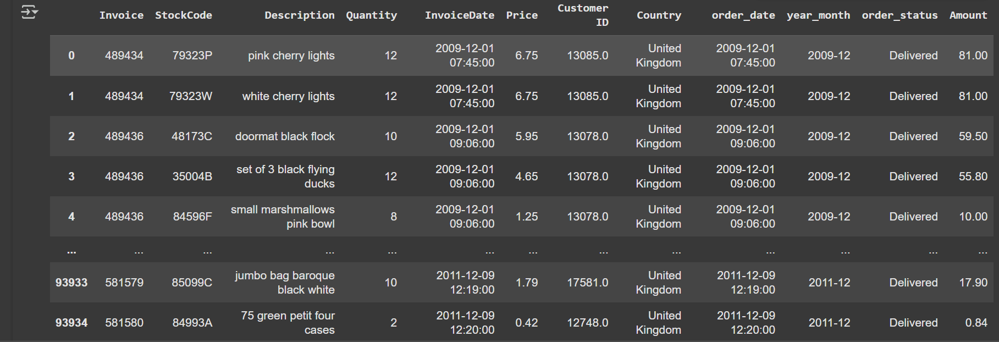 Invoice StockCode Description Quantity InvoiceDate Price Customer ID Country order_date year_month order_status Amount
0 489434 79323P pink cherry lights 12 2009-12-01 07:45:00 6.75 13085.0 United Kingdom 2009-12-01 07:45:00 2009-12 Delivered 81.00
1 489434 79323W white cherry lights 12 2009-12-01 07:45:00 6.75 13085.0 United Kingdom 2009-12-01 07:45:00 2009-12 Delivered 81.00
2 489436 48173C doormat black flock 10 2009-12-01 09:06:00 5.95 13078.0 United Kingdom 2009-12-01 09:06:00 2009-12 Delivered 59.50
3 489436 35004B set of 3 black flying ducks 12 2009-12-01 09:06:00 4.65 13078.0 United Kingdom 2009-12-01 09:06:00 2009-12 Delivered 55.80
4 489436 84596F small marshmallows pink bowl 8 2009-12-01 09:06:00 1.25 13078.0 United Kingdom 2009-12-01 09:06:00 2009-12 Delivered 10.00
... ... ... ... ... ... ... ... ... ... ... ... ...
93933 581579 85099C jumbo bag baroque black white 10 2011-12-09 12:19:00 1.79 17581.0 United Kingdom 2011-12-09 12:19:00 2011-12 Delivered 17.90
93934 581580 84993A 75 green petit four cases 2 2011-12-09 12:20:00 0.42 12748.0 United Kingdom 2011-12-09 12:20:00 2011-12 Delivered 0.84